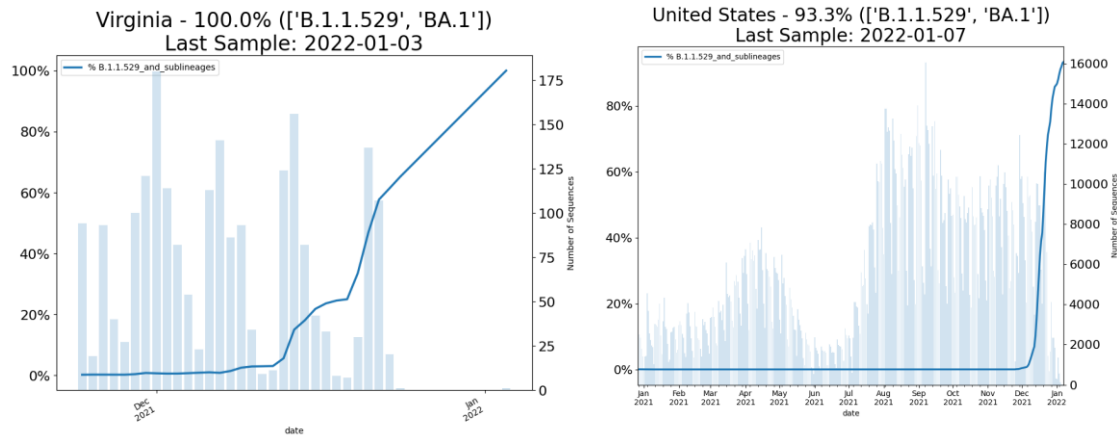 Virginia - 100.0% (['B.1.1.529', 'BA.1'])
Last Sample: 2022-01-03
% B.1.1.529_and_sublineages
100%
80%
60%
40%
20%
0%
175
150
125
100
75
50
25
0
Number of Sequences
Dec
2021
Jan
2022
date
United States - 93.3% (['B.1.1.529', 'BA.1'])
Last Sample: 2022-01-07
% B.1.1.529_and_sublineages
80%
60%
40%
20%
0%
16000
14000
12000
10000
8000
6000
4000
2000
0
Number of Sequences
Jan Feb Mar Apr May Jun Jul Aug Sep Oct Nov Dec Jan
2021 2021 2021 2021 2021 2021 2021 2021 2021 2021 2021 2021 2022
date